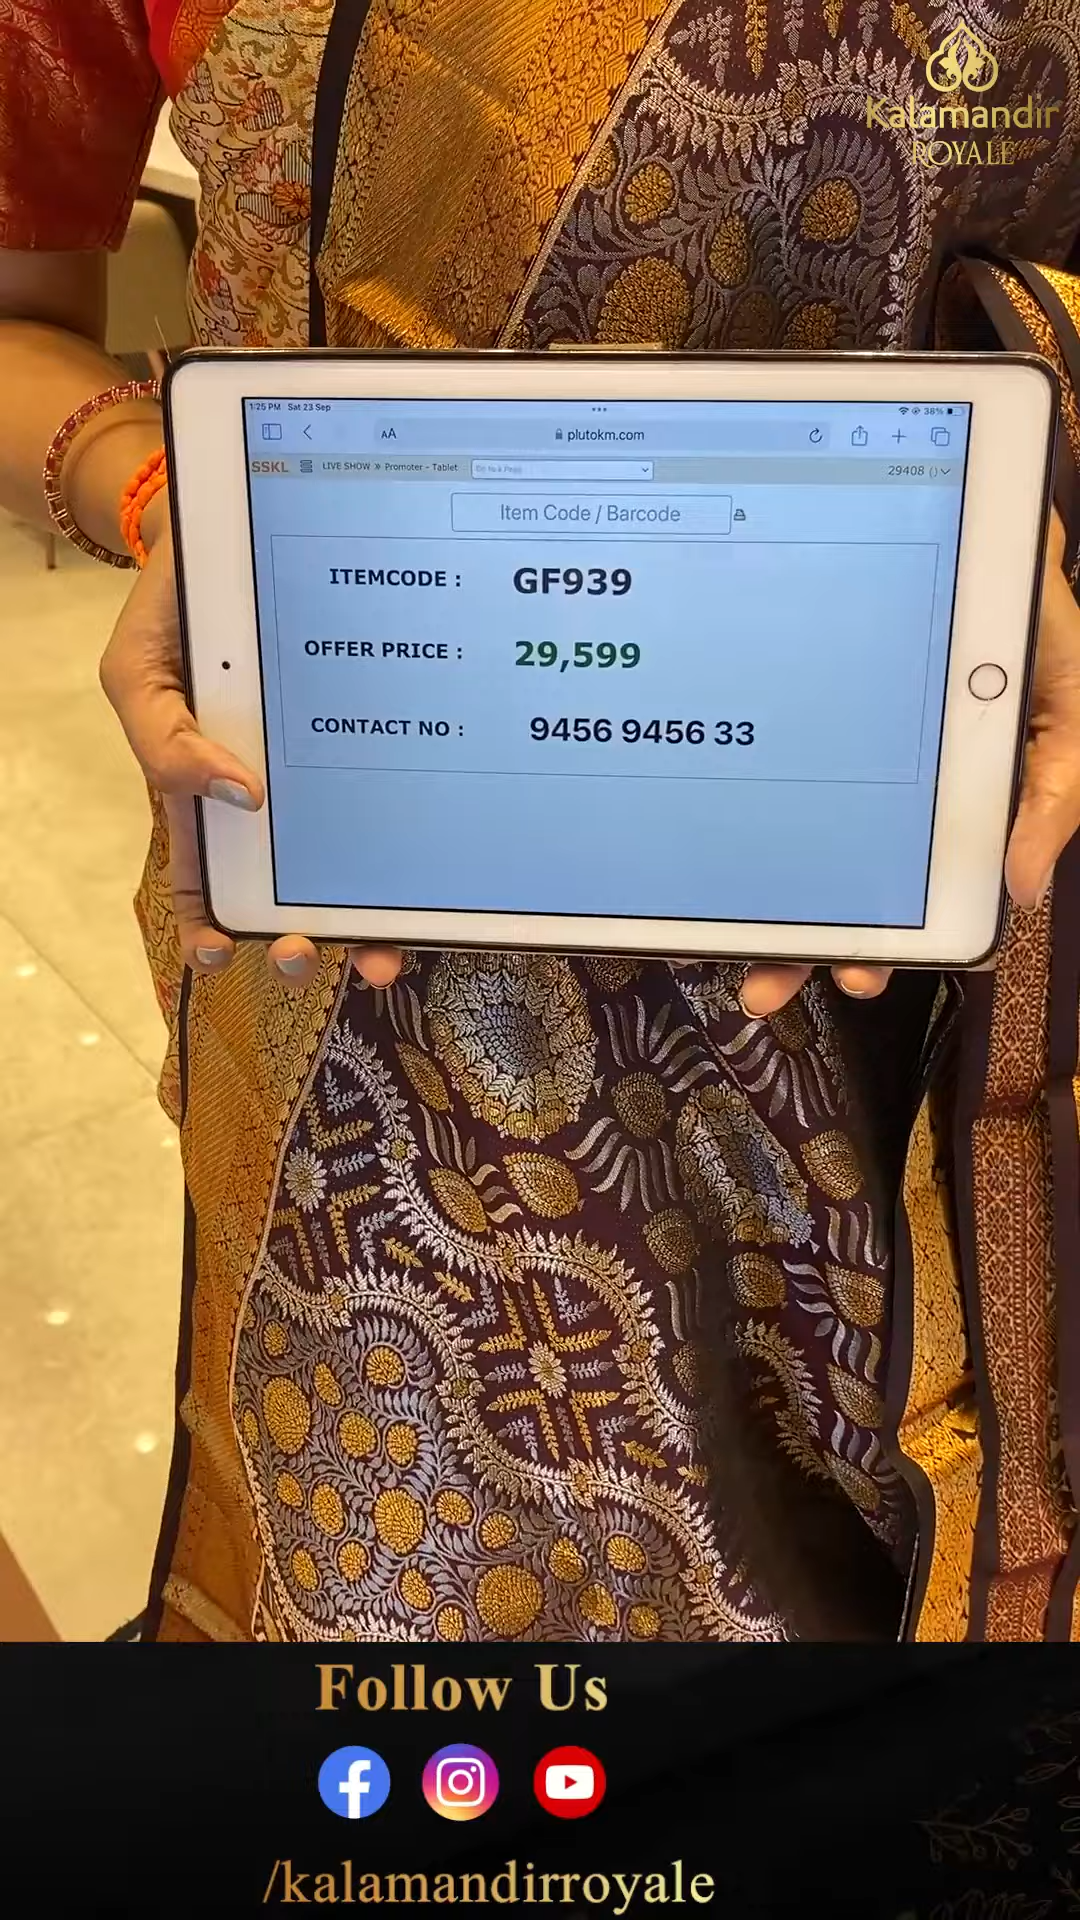 Kalamandir
ROYALE
1:25 PM Sat 23 Sep
38%
AA
plutokm.com
SSKL
LIVE SHOW » Promoter - Tablet
29408 ()
Item Code / Barcode
ITEMCODE : GF939
OFFER PRICE : 29,599
CONTACT NO : 9456 9456 33
Follow Us
/kalamandirroyale